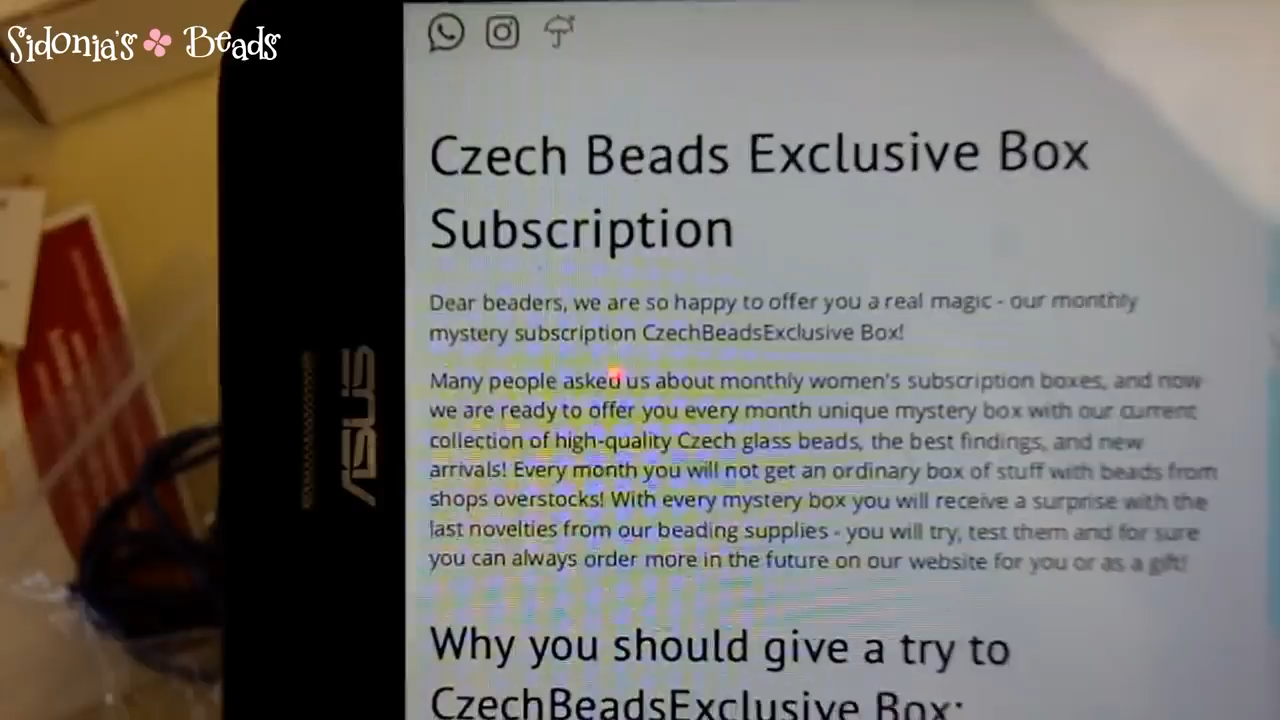 Sidonia's Beads
ASUS
Czech Beads Exclusive Box
Subscription
Dear beaders, we are so happy to offer you a real magic - our monthly
mystery subscription CzechBeadsExclusive Box!
Many people asked us about monthly women's subscription boxes, and now
we are ready to offer you every month unique mystery box with our current
collection of high-quality Czech glass beads, the best findings, and new
arrivals! Every month you will not get an ordinary box of stuff with beads from
shops overstocks! With every mystery box you will receive a surprise with the
last novelties from our beading supplies - you will try, test them and for sure
you can always order more in the future on our website for you or as a gift!
Why you should give a try to
CzechBeadsExclusive Box: